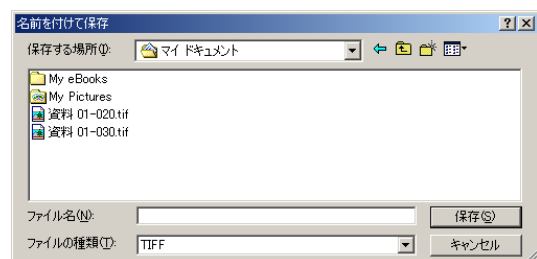 名前を付けて保存
保存する場所(I):
マイ ドキュメント
My eBooks
My Pictures
資料 01-020.tif
資料 01-030.tif
ファイル名(N):
保存(S)
ファイルの種類(T):
TIFF
キャンセル